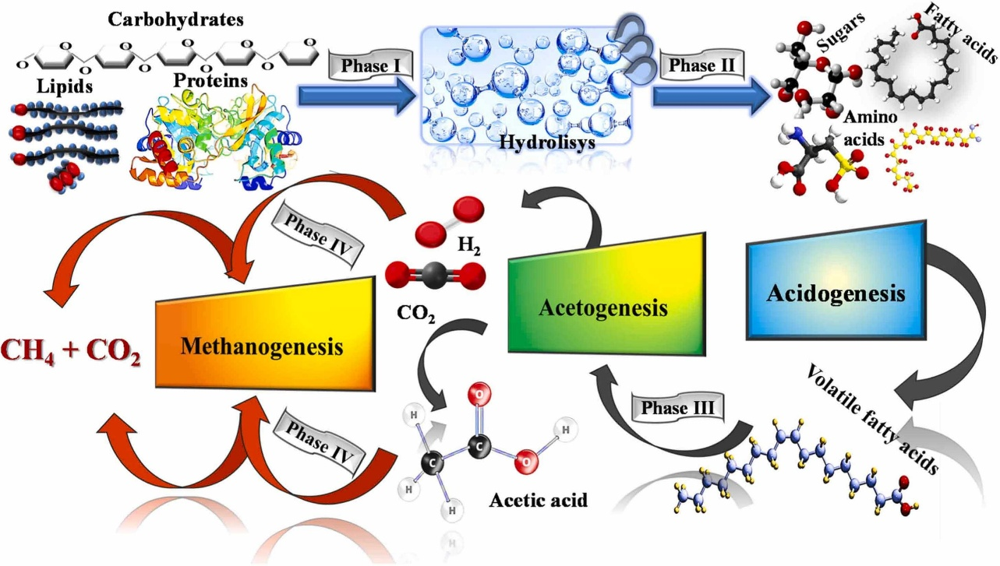 Carbohydrates
O O O O O
O O O O
Lipids
Proteins
Phase I
Hydrolisys
Phase II
Sugars
Fatty acids
Amino
acids
Phase IV
H₂
CO₂
Acetogenesis
Acidogenesis
Methanogenesis
CH₄ + CO₂
Phase III
Volatile fatty acids
Phase IV
O
H
H
C
C
O
H
H
Acetic acid